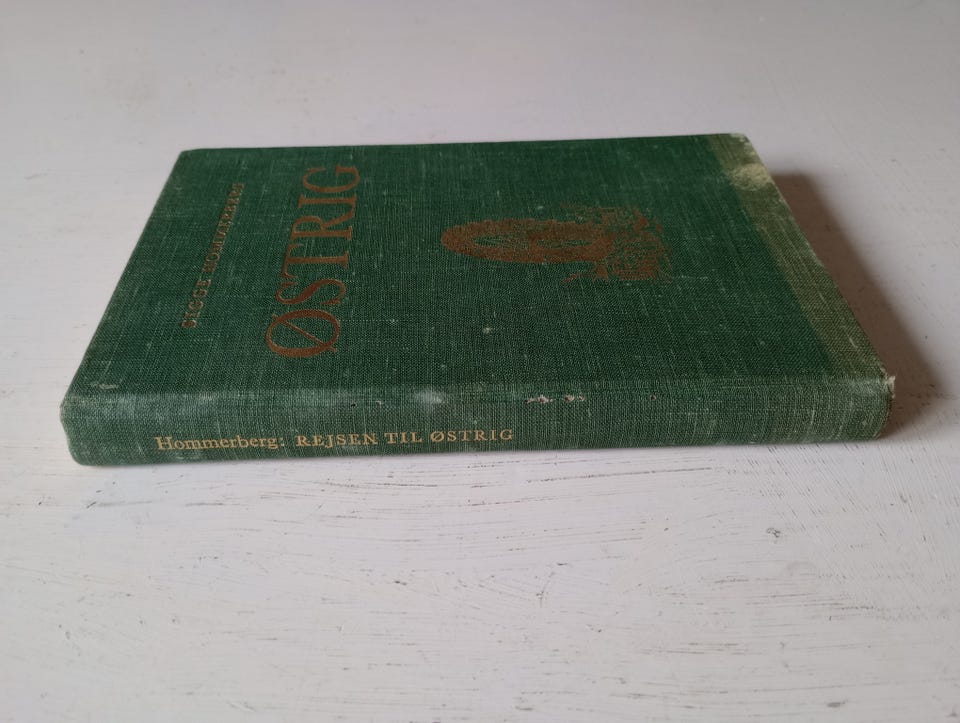 SIGGE HOMMERBERG
ØSTRIG
Hommerberg: REJSEN TIL ØSTRIG